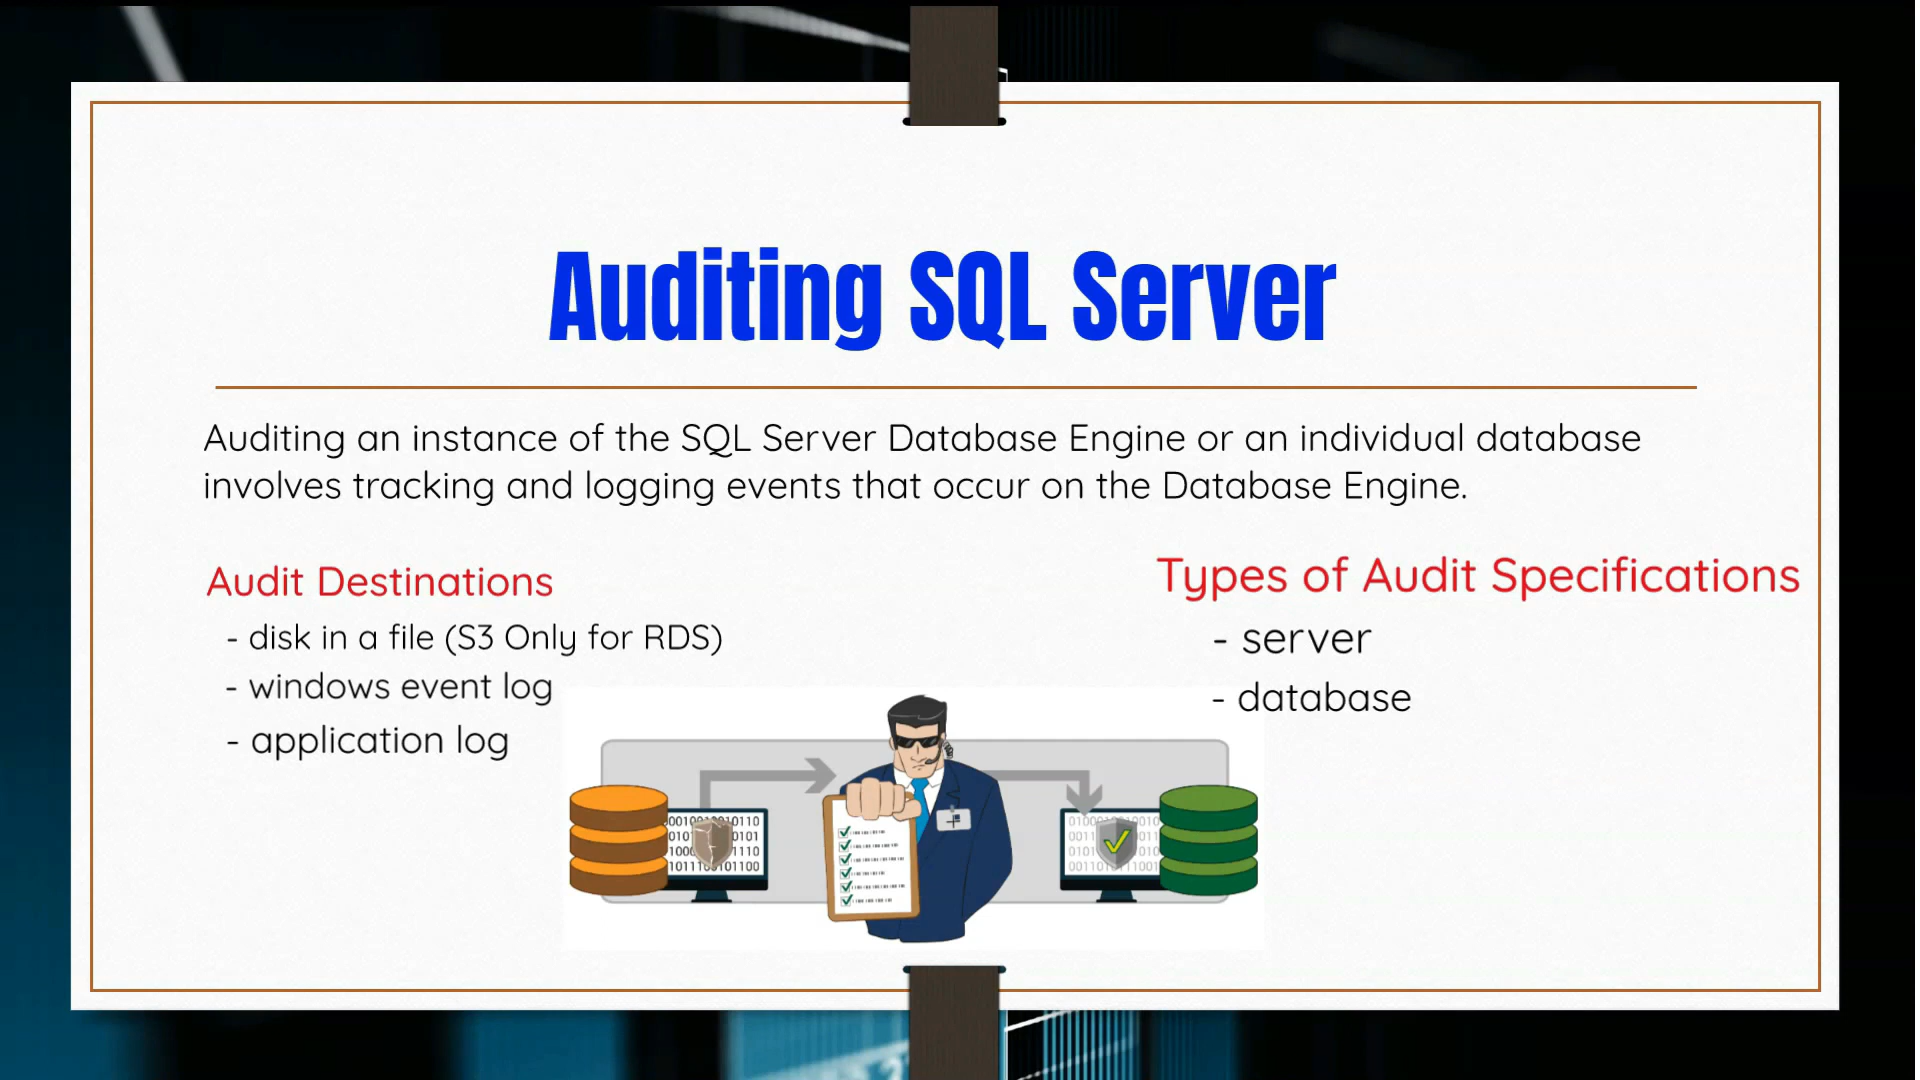 Auditing SQL Server
Auditing an instance of the SQL Server Database Engine or an individual database
involves tracking and logging events that occur on the Database Engine.
Audit Destinations
- disk in a file (S3 Only for RDS)
- windows event log
- application log
Types of Audit Specifications
- server
- database